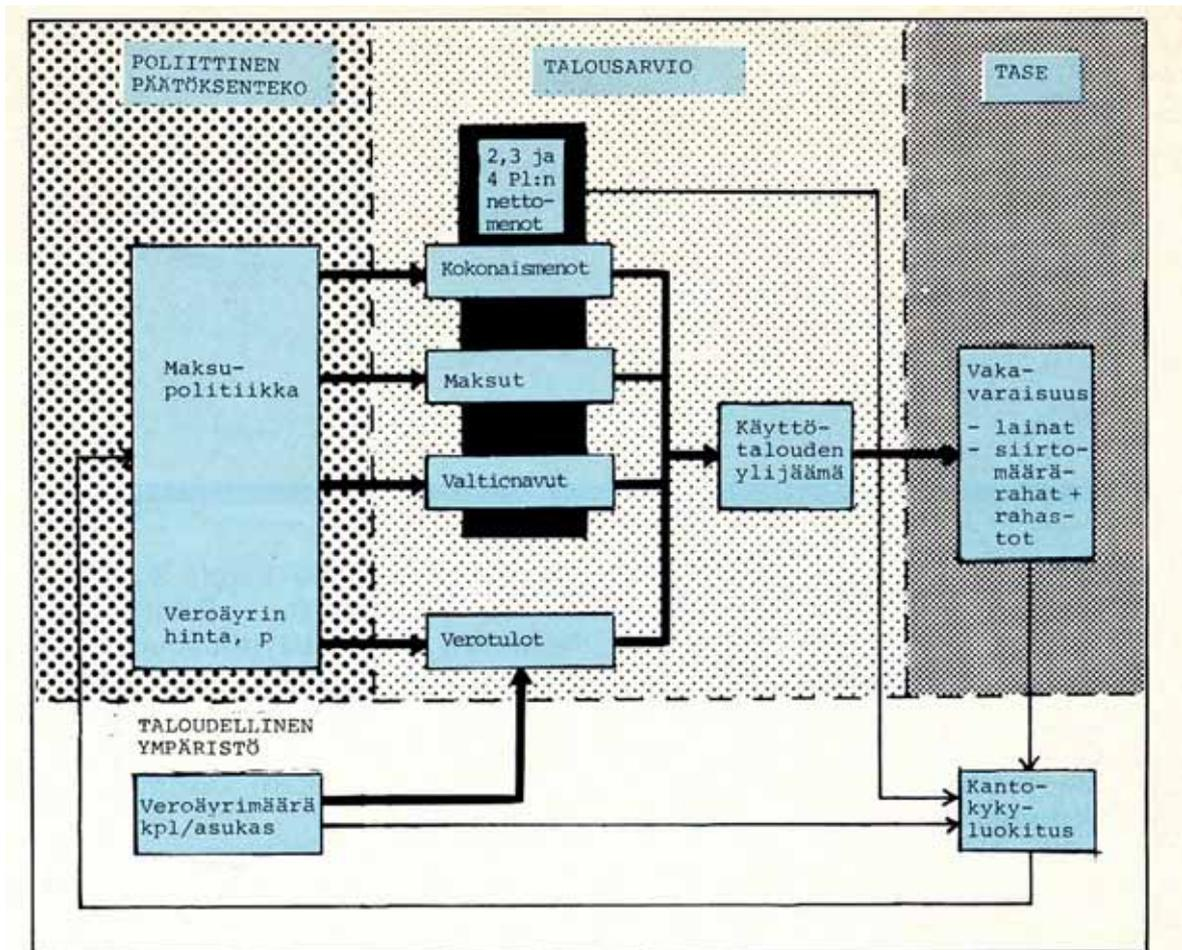 POLIITTINEN
PÄÄTÖKSENTEKO
TALOUSARVIO
TASE
2,3 ja
4 Pl:n
netto-
menot
Kokonaismenot
Maksu-
politiikka
Maksut
Vaka-
varaisuus
- lainat
- siirto-
määrä-
rahat +
rahas-
tot
Käyttö-
talouden
ylijäämä
Valtionavut
Veroäyrin
hinta, p
Verotulot
TALOUDELLINEN
YMPÄRISTÖ
Veroäyrimäärä
kpl/asukas
Kanto-
kyky-
luokitus